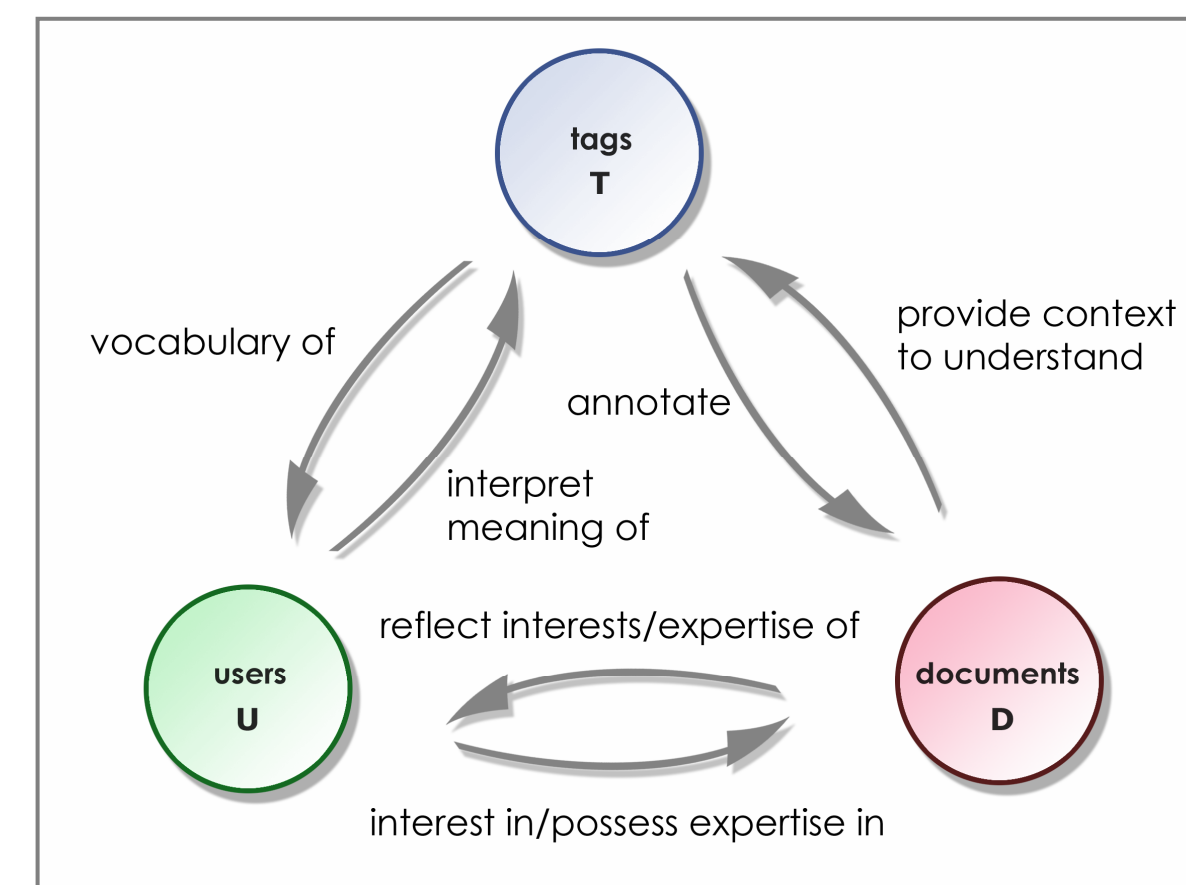 tags
T
provide context
to understand
vocabulary of
annotate
interpret
meaning of
reflect interests/expertise of
users
U
documents
D
interest in/possess expertise in